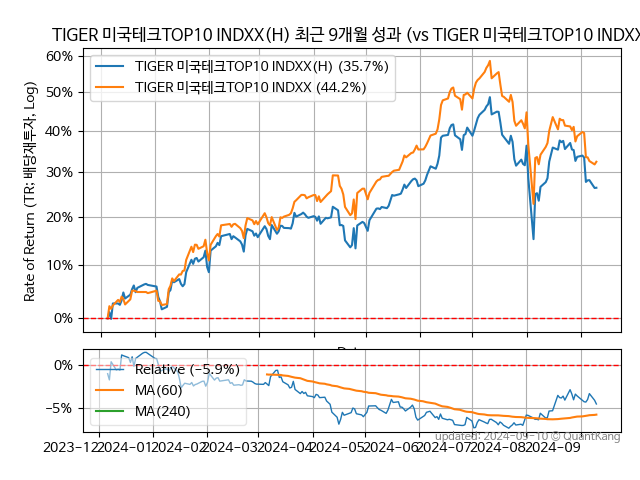 TIGER 미국테크TOP10 INDXX(H) 최근 9개월 성과 (vs TIGER 미국테크TOP10 INDX
60%
50%
40%
30%
20%
10%
0%
Rate of Return (TR: 배당재투자, Log)
TIGER 미국테크TOP10 INDXX(H) (35.7%)
TIGER 미국테크TOP10 INDXX (44.2%)
0%
−5%
Relative (−5.9%)
MA(60)
MA(240)
updated: 2024−09−10 © QuantKang
2023−12 2024−01 2024−02 2024−03 2024−04 2024−05 2024−06 2024−07 2024−08 2024−09